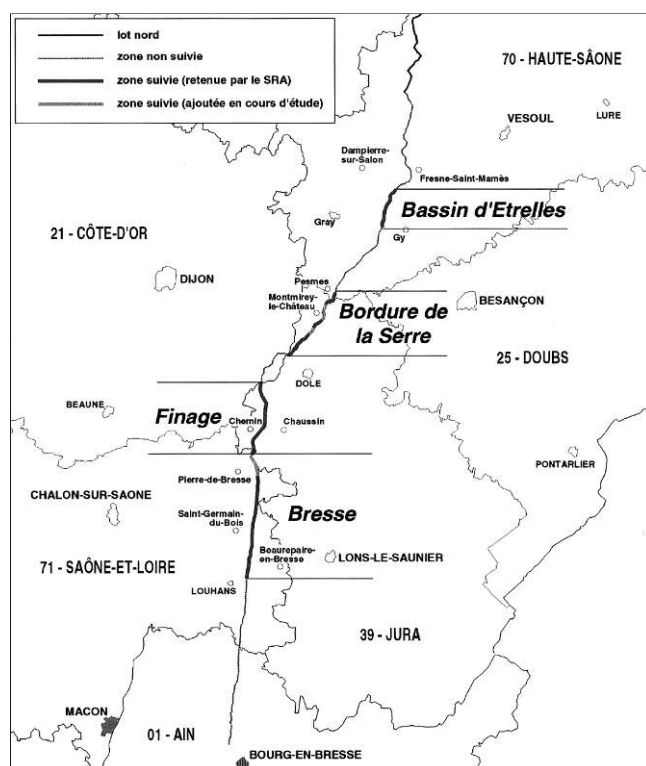 lot nord
zone non suivie
zone suivie (retenue par le SRA)
zone suivie (ajoutée en cours d'étude)
70 - HAUTE-SÂONE
LURE
VESOUL
Dampierre-
sur-Salon
Fresne-Saint-Mamès
Bassin d'Etrelles
Gray
Gy
21 - CÔTE-D'OR
DIJON
Pesmes
Montmirey-
le-Château
BESANÇON
Bordure de
la Serre
25 - DOUBS
DOLE
BEAUNE
Finage
Chemin
Chaussin
PONTARLIER
Pierre-de-Bresse
CHALON-SUR-SAONE
Saint-Germain-
du-Bois
Bresse
Beaurepaire-
en-Bresse
LONS-LE-SAUNIER
71 - SAÔNE-ET-LOIRE
LOUHANS
39 - JURA
MACON
01 - AIN
BOURG-EN-BRESSE